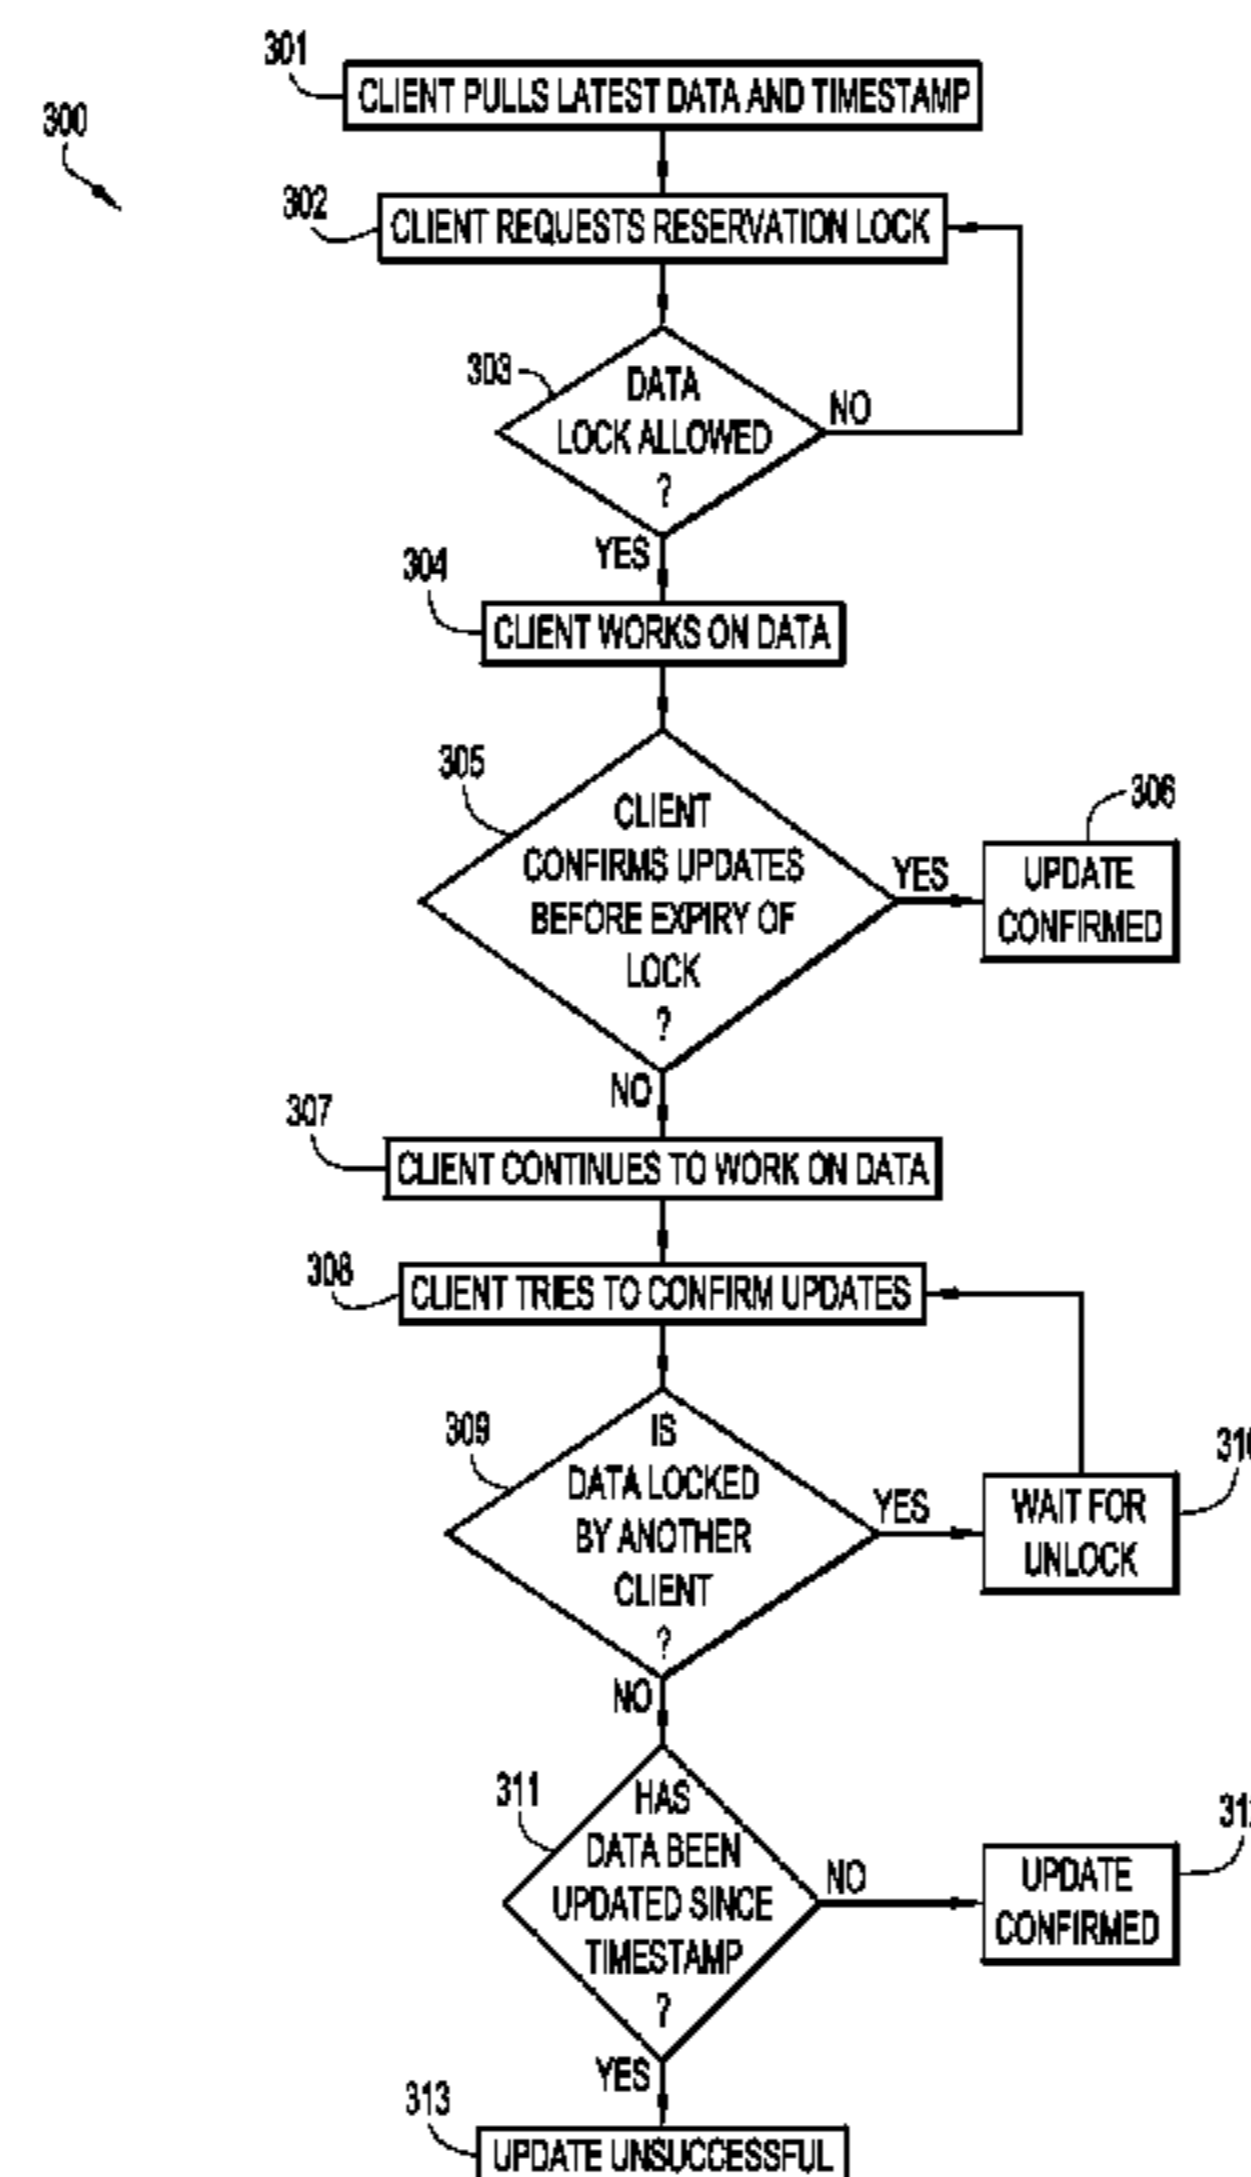 301
CLIENT PULLS LATEST DATA AND TIMESTAMP
300
302
CLIENT REQUESTS RESERVATION LOCK
303
DATA
LOCK ALLOWED
?
NO
YES
304
CLIENT WORKS ON DATA
305
CLIENT
CONFIRMS UPDATES
BEFORE EXPIRY OF
LOCK
?
YES
306
UPDATE
CONFIRMED
NO
307
CLIENT CONTINUES TO WORK ON DATA
308
CLIENT TRIES TO CONFIRM UPDATES
309
IS
DATA LOCKED
BY ANOTHER
CLIENT
?
YES
310
WAIT FOR
UNLOCK
NO
311
HAS
DATA BEEN
UPDATED SINCE
TIMESTAMP
?
NO
UPDATE
CONFIRMED
YES
313
UPDATE UNSUCCESSFUL